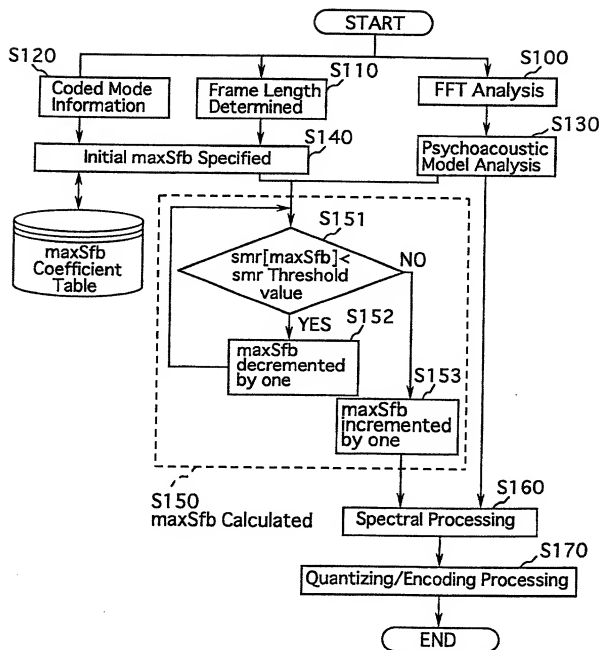 START
S120
S110
S100
Coded Mode
Information
Frame Length
Determined
FFT Analysis
S140
S130
Initial maxSfb Specified
Psychoacoustic
Model Analysis
maxSfb
Coefficient
Table
S151
smr[maxSfb]<
smr Threshold
value
NO
YES
S152
maxSfb
decremented
by one
S153
maxSfb
incremented
by one
S150
maxSfb Calculated
S160
Spectral Processing
S170
Quantizing/Encoding Processing
END